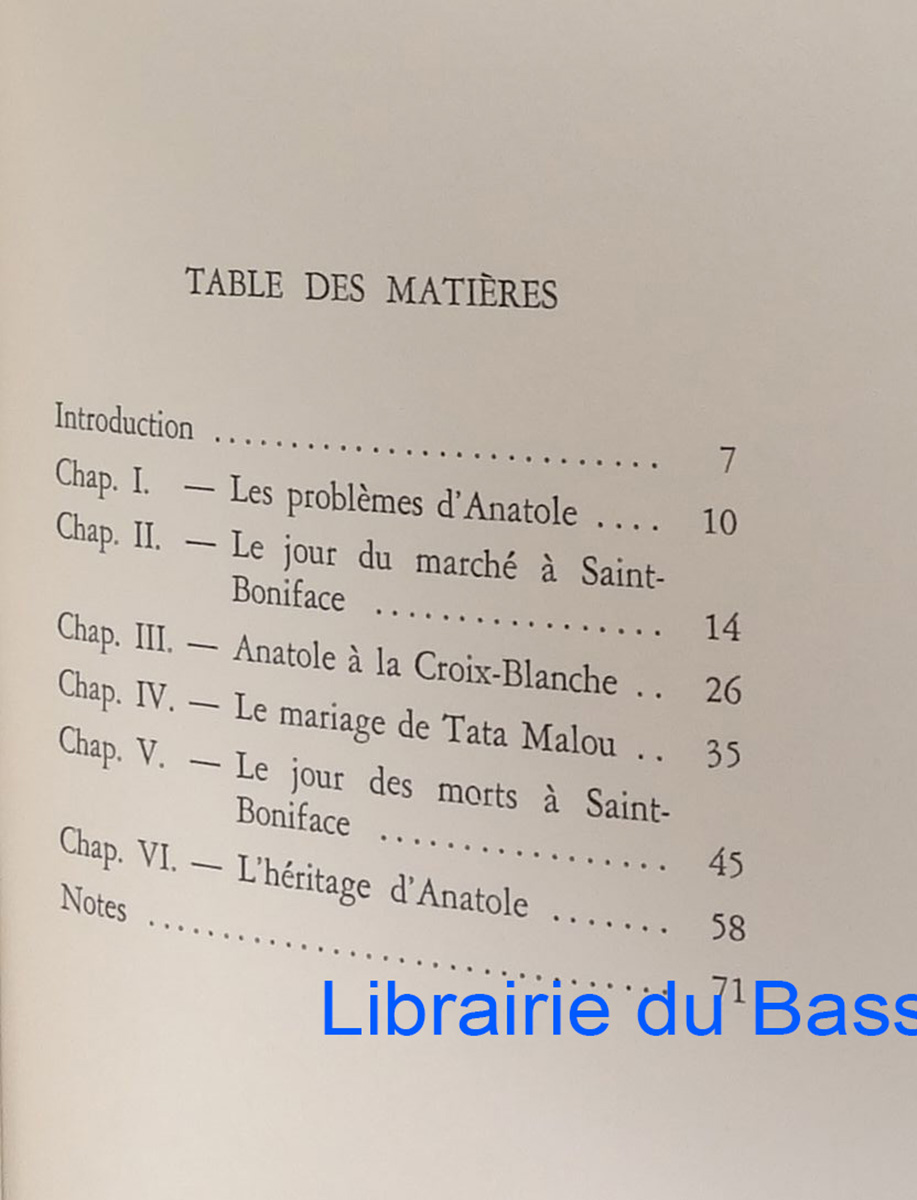 TABLE DES MATIÈRES
Introduction ............................ 7
Chap. I. — Les problèmes d'Anatole .... 10
Chap. II. — Le jour du marché à Saint-
Boniface .................. 14
Chap. III. — Anatole à la Croix-Blanche .. 26
Chap. IV. — Le mariage de Tata Malou .. 35
Chap. V. — Le jour des morts à Saint-
Boniface .................. 45
Chap. VI. — L'héritage d'Anatole ....... 58
Notes ................................. 71
Librairie du Bass